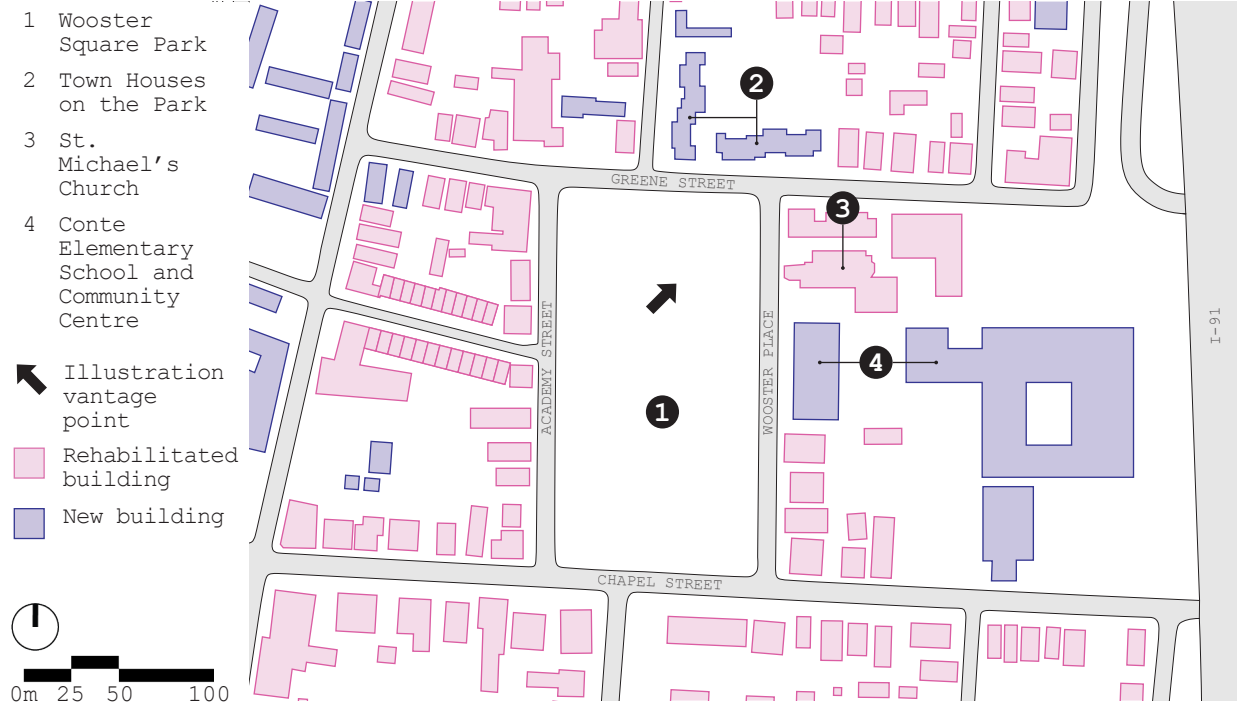 1 Wooster
Square Park
2 Town Houses
on the Park
3 St.
Michael’s
Church
4 Conte
Elementary
School and
Community
Centre
Illustration
vantage
point
Rehabilitated
building
New building
0m 25 50 100
2
GREENE STREET
3
ACADEMY STREET
WOOSTER PLACE
I-91
4
1
CHAPEL STREET